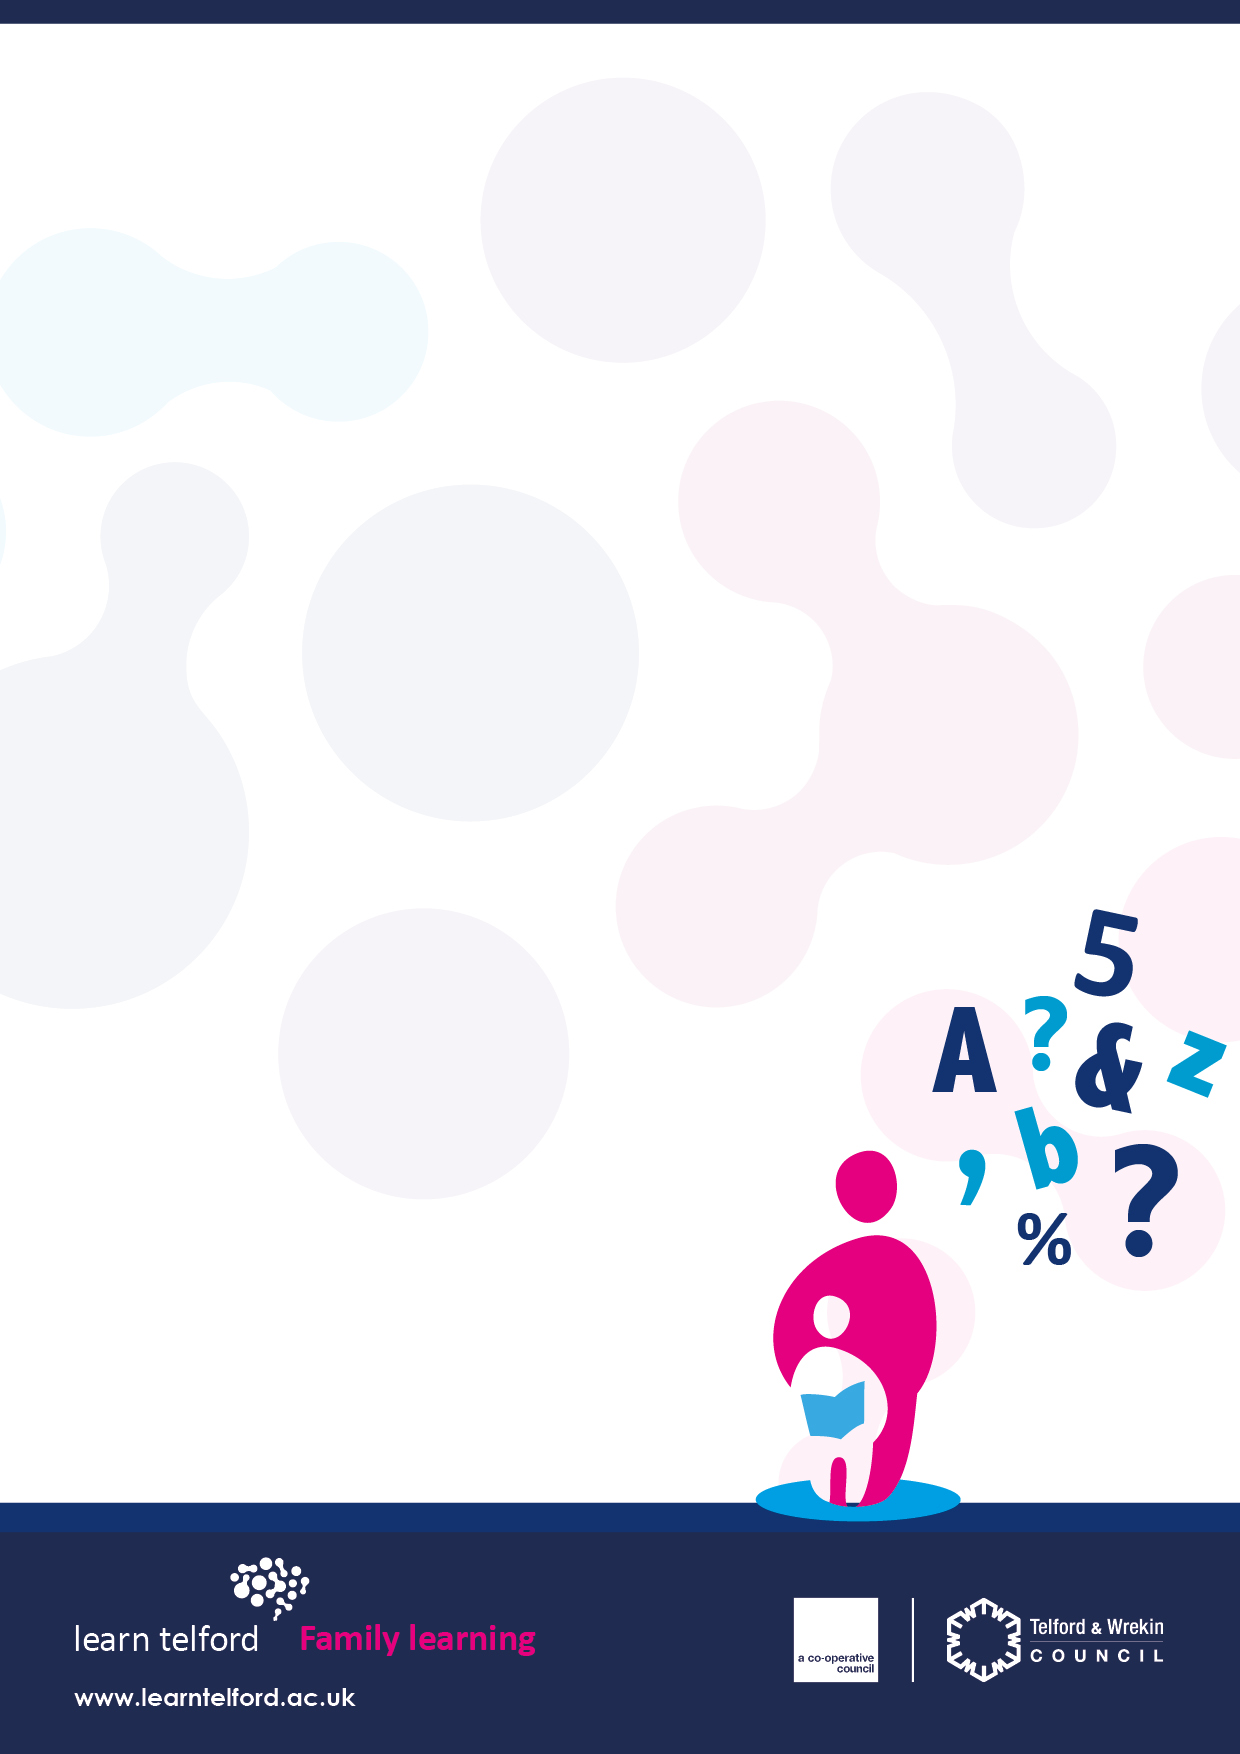 5
A ? & z
, b ?
%
learn telford Family learning
www.learntelford.ac.uk
a co-operative
council
Telford & Wrekin
COUNCIL